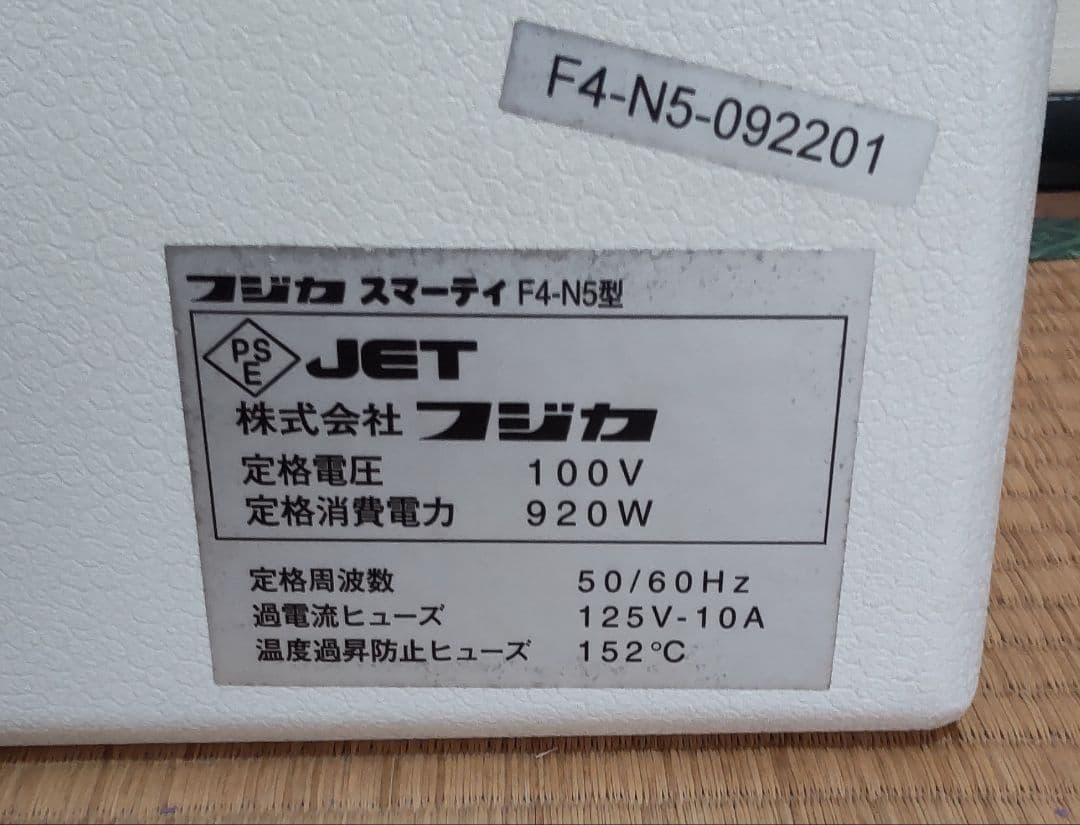 F4-N5-092201
フジカ スマーティ F4-N5型
PSE JET
株式会社 フジカ
定格電圧 100V
定格消費電力 920W
定格周波数 50/60Hz
過電流ヒューズ 125V-10A
温度過昇防止ヒューズ 152℃